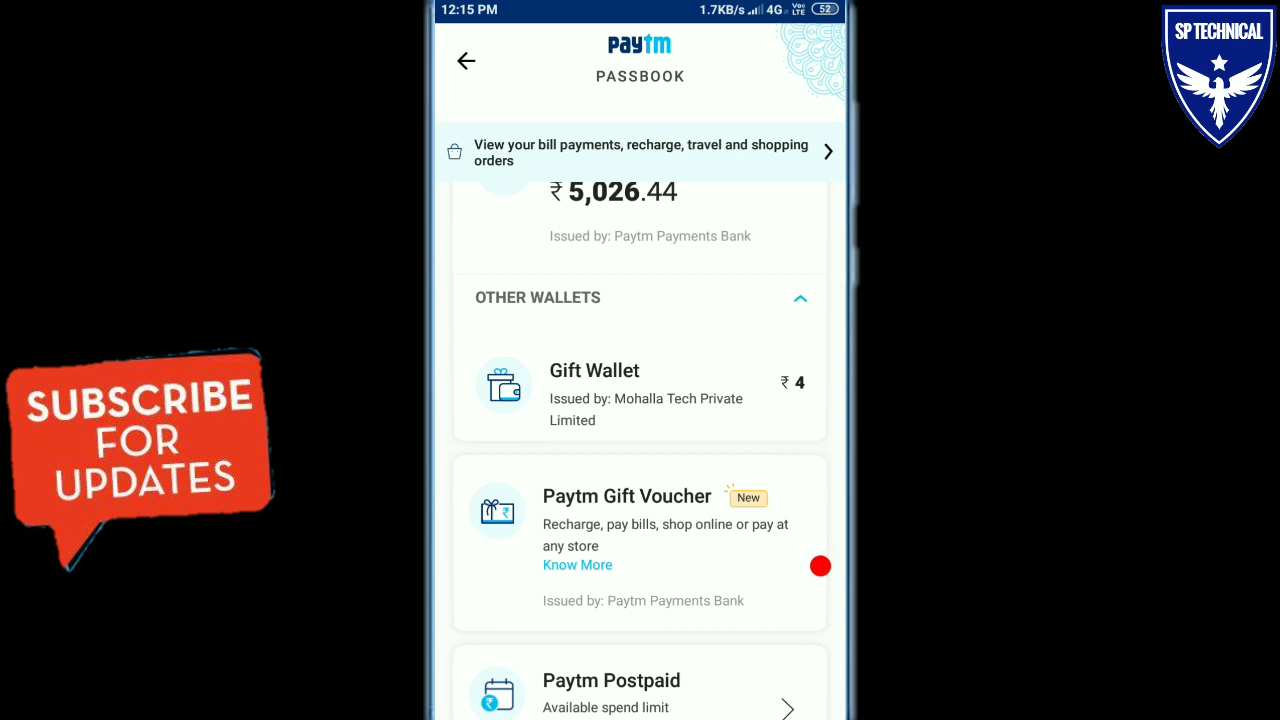 12:15 PM
1.7KB/s 4G VoLTE 52
paytm
PASSBOOK
View your bill payments, recharge, travel and shopping
orders
₹ 5,026.44
Issued by: Paytm Payments Bank
OTHER WALLETS
Gift Wallet
₹ 4
Issued by: Mohalla Tech Private
Limited
Paytm Gift Voucher
New
Recharge, pay bills, shop online or pay at
any store
Know More
Issued by: Paytm Payments Bank
Paytm Postpaid
Available spend limit
SUBSCRIBE
FOR
UPDATES
SP TECHNICAL